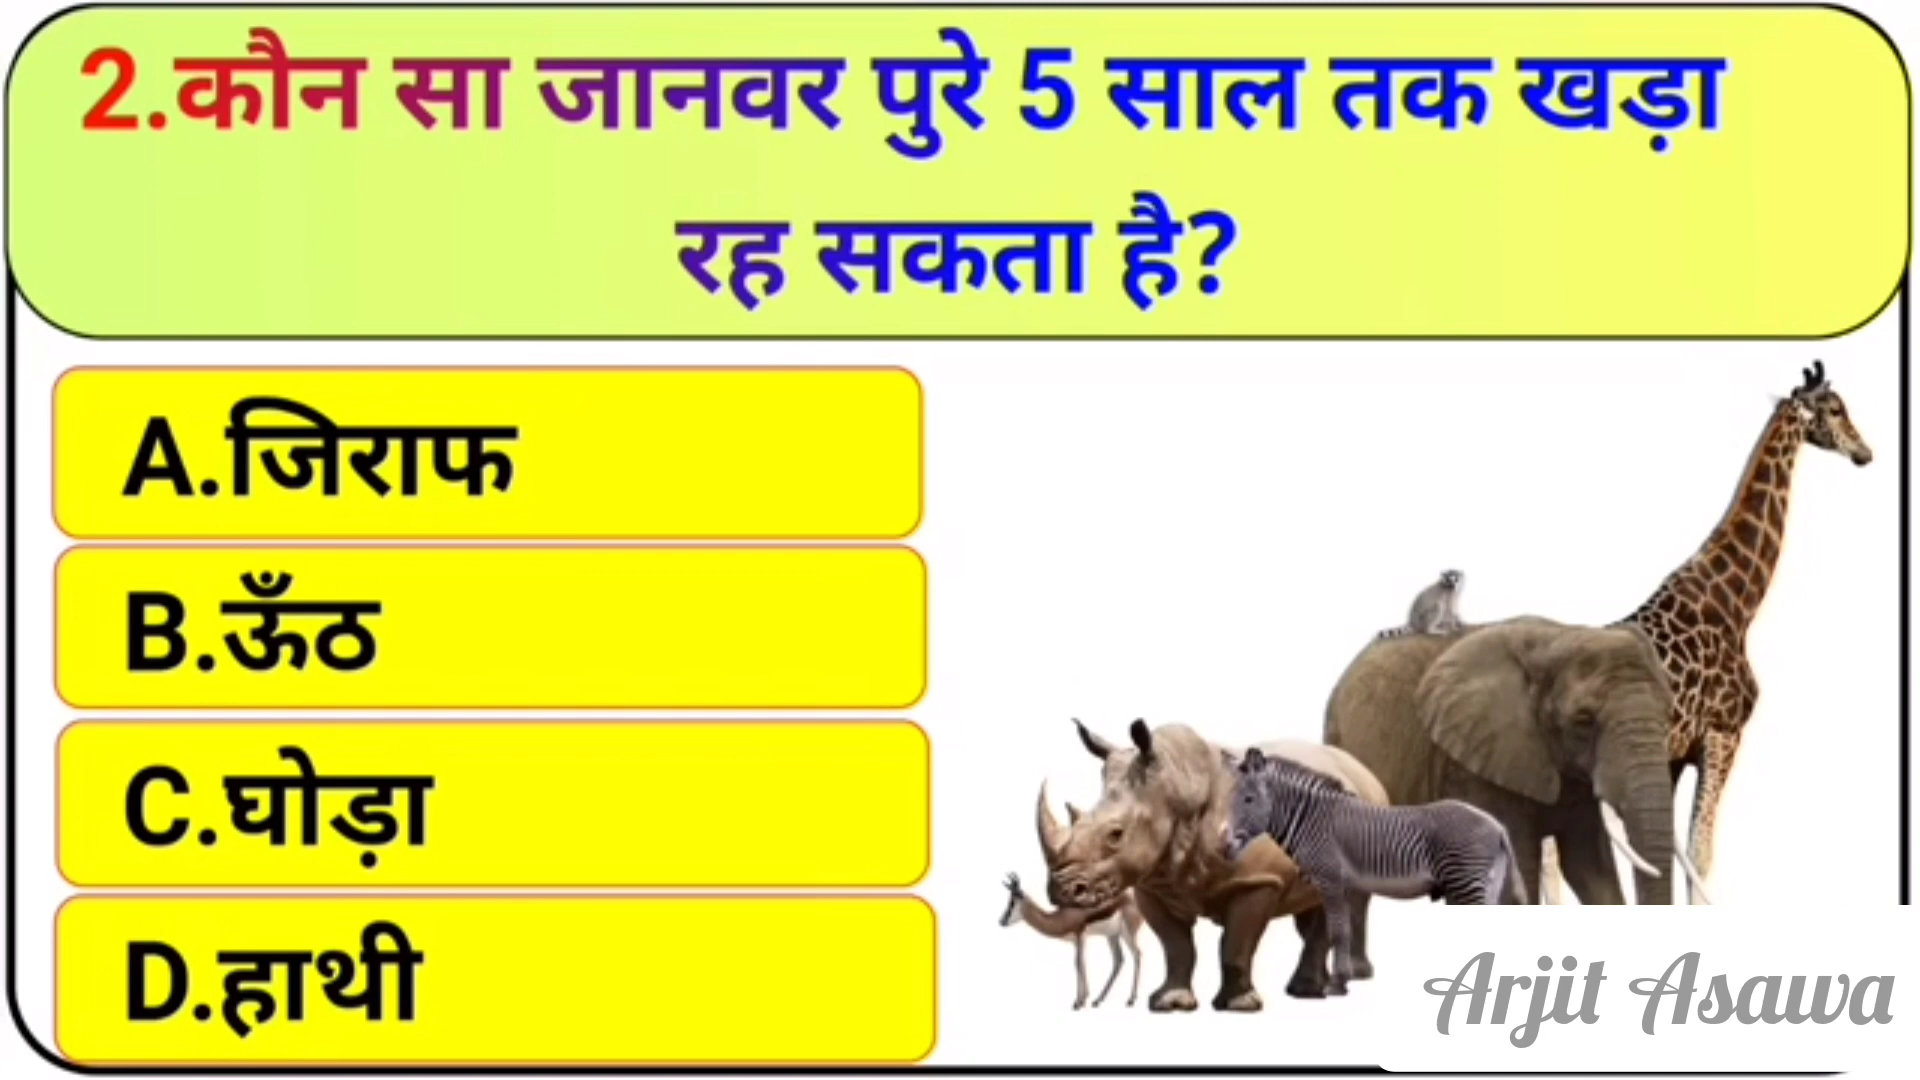 2.कौन सा जानवर पुरे 5 साल तक खड़ा
रह सकता है?
A.जिराफ
B.ऊँठ
C.घोड़ा
D.हाथी
Arjit Asawa